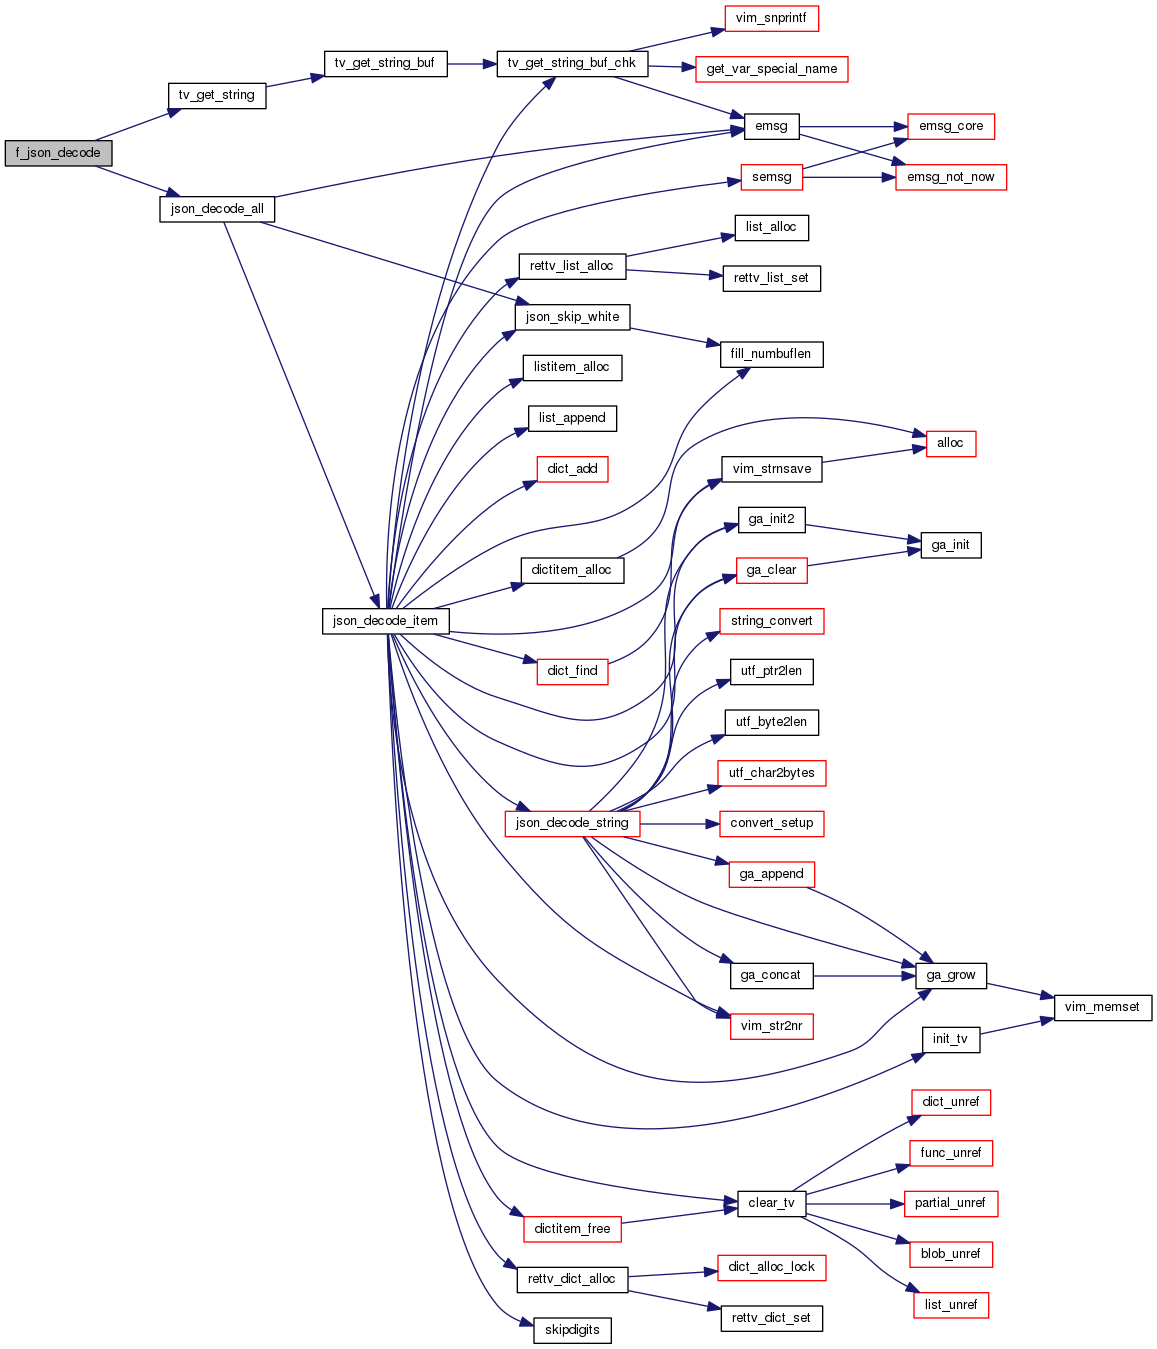 vim_snprintf
tv_get_string_buf
tv_get_string_buf_chk
get_var_special_name
tv_get_string
emsg
emsg_core
f_json_decode
semsg
emsg_not_now
json_decode_all
list_alloc
rettv_list_alloc
rettv_list_set
json_skip_white
fill_numbuflen
listitem_alloc
list_append
alloc
dict_add
vim_strnsave
ga_init2
ga_init
dictitem_alloc
ga_clear
json_decode_item
string_convert
dict_find
utf_ptr2len
utf_byte2len
utf_char2bytes
json_decode_string
convert_setup
ga_append
ga_concat
ga_grow
vim_memset
vim_str2nr
init_tv
dict_unref
func_unref
clear_tv
partial_unref
dictitem_free
blob_unref
rettv_dict_alloc
dict_alloc_lock
list_unref
rettv_dict_set
skipdigits